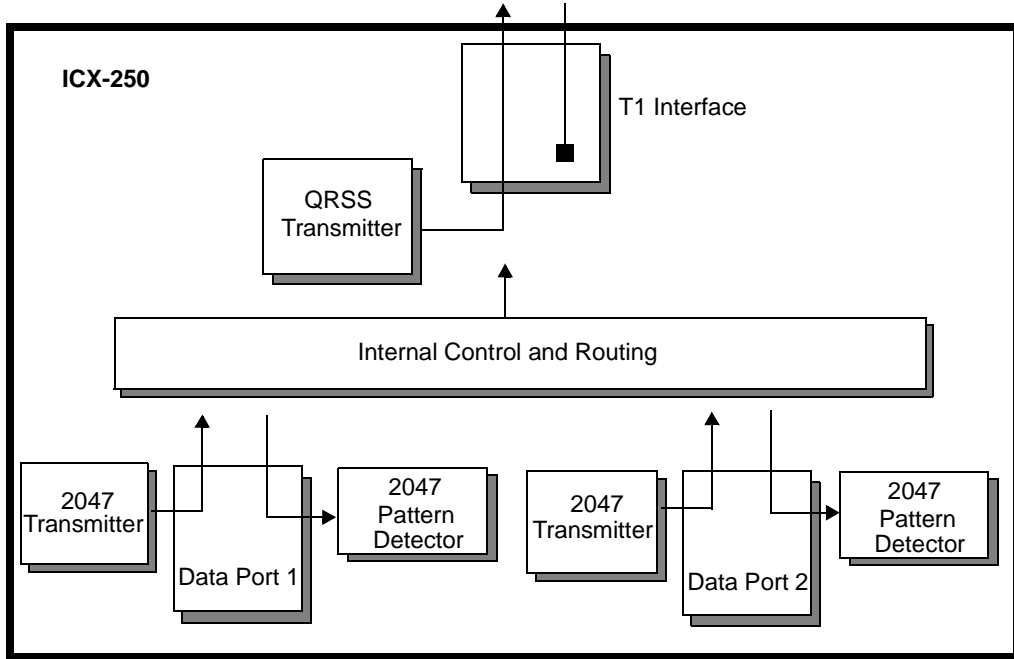 ICX-250
T1 Interface
QRSS
Transmitter
Internal Control and Routing
2047
Transmitter
Data Port 1
2047
Pattern
Detector
2047
Transmitter
Data Port 2
2047
Pattern
Detector